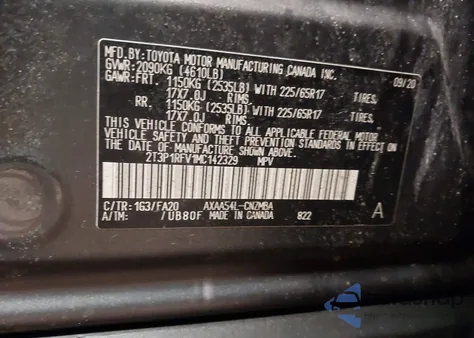 MFD.BY:TOYOTA MOTOR MANUFACTURING CANADA INC.
GVWR:2090KG (4610LB) 09/20
GAWR:FRT 1150KG (2535LB) WITH 225/65R17 TIRES,
17X7.0J RIMS,
RR. 1150KG (2535LB) WITH 225/65R17 TIRES,
17X7.0J RIMS,
THIS VEHICLE CONFORMS TO ALL APPLICABLE FEDERAL MOTOR
VEHICLE SAFETY AND THEFT PREVENTION STANDARDS IN EFFECT ON
THE DATE OF MANUFACTURE SHOWN ABOVE.
2T3P1RFV1MC142329 MPV
C/TR:1G3/FA20 AXAA54L-CNZMBA A
A/TM: /UB80F MADE IN CANADA 822